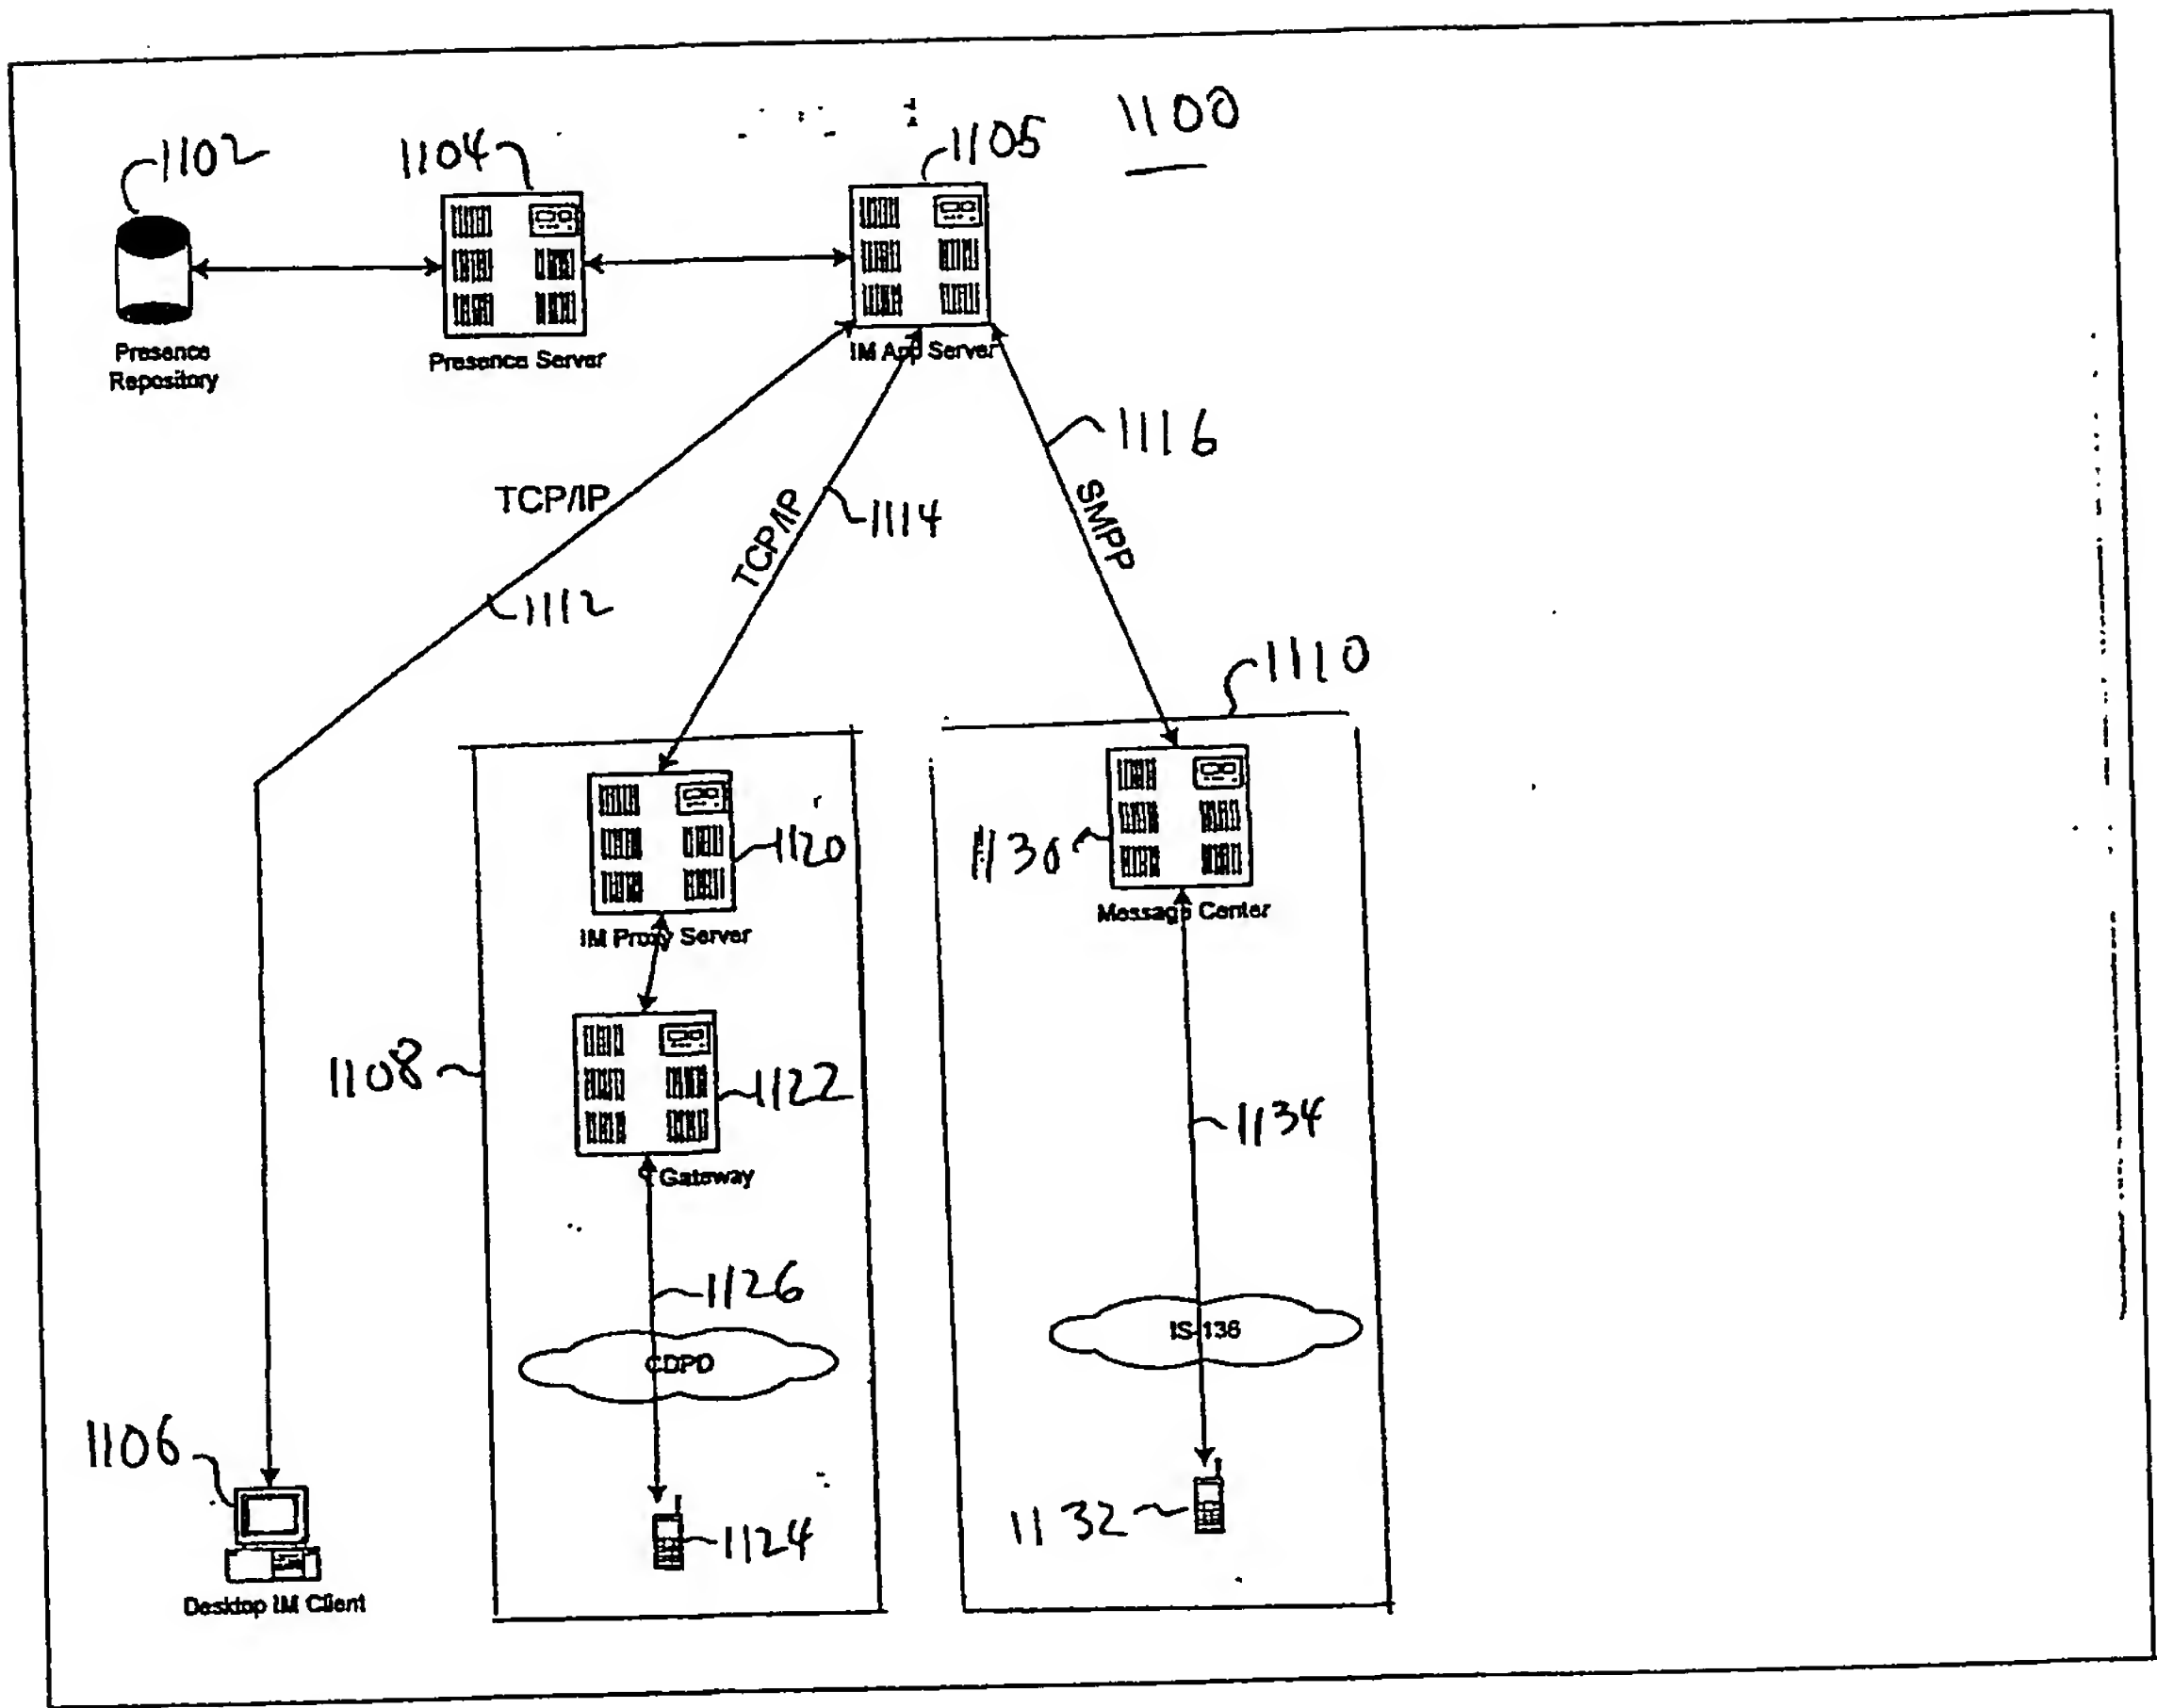 1100
1102
1104
1105
Presence
Repository
Presence Server
IM App Server
1116
TCP/IP
TCP/IP
1114
SMPP
1112
1110
1120
1130
IM Proxy Server
Message Center
1108
1122
1134
Gateway
1126
IS-136
CDPD
1106
1124
1132
Desktop IM Client